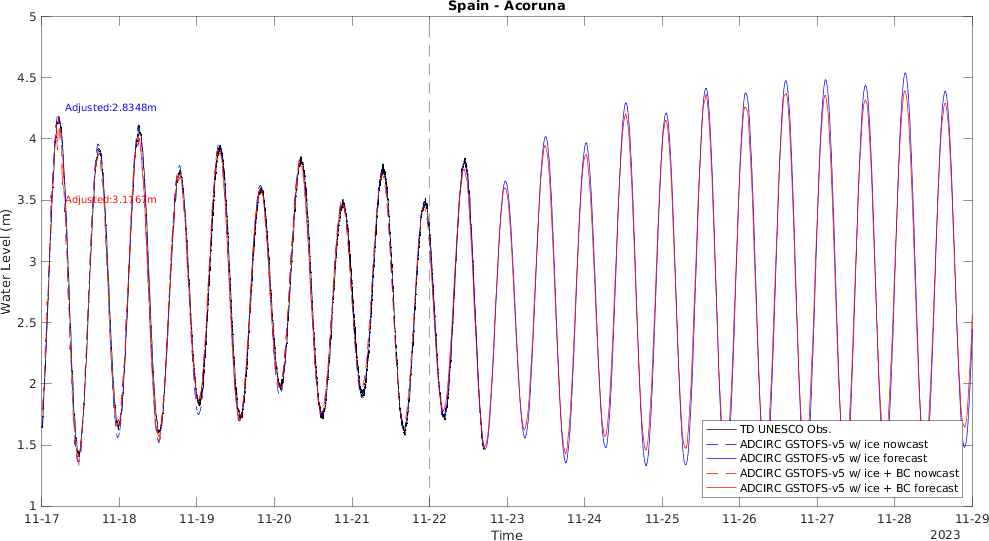 Spain - Acoruna
5
4.5
4
3.5
3
2
1.5
1
Water Level (m)
Adjusted:2.8348m
Adjusted:3.1167m
TD UNESCO Obs.
ADCIRC GSTOFS-v5 w/ ice nowcast
ADCIRC GSTOFS-v5 w/ ice forecast
ADCIRC GSTOFS-v5 w/ ice + BC nowcast
ADCIRC GSTOFS-v5 w/ ice + BC forecast
11-17 11-18 11-19 11-20 11-21 11-22 11-23 11-24 11-25 11-26 11-27 11-28 11-29
Time
2023